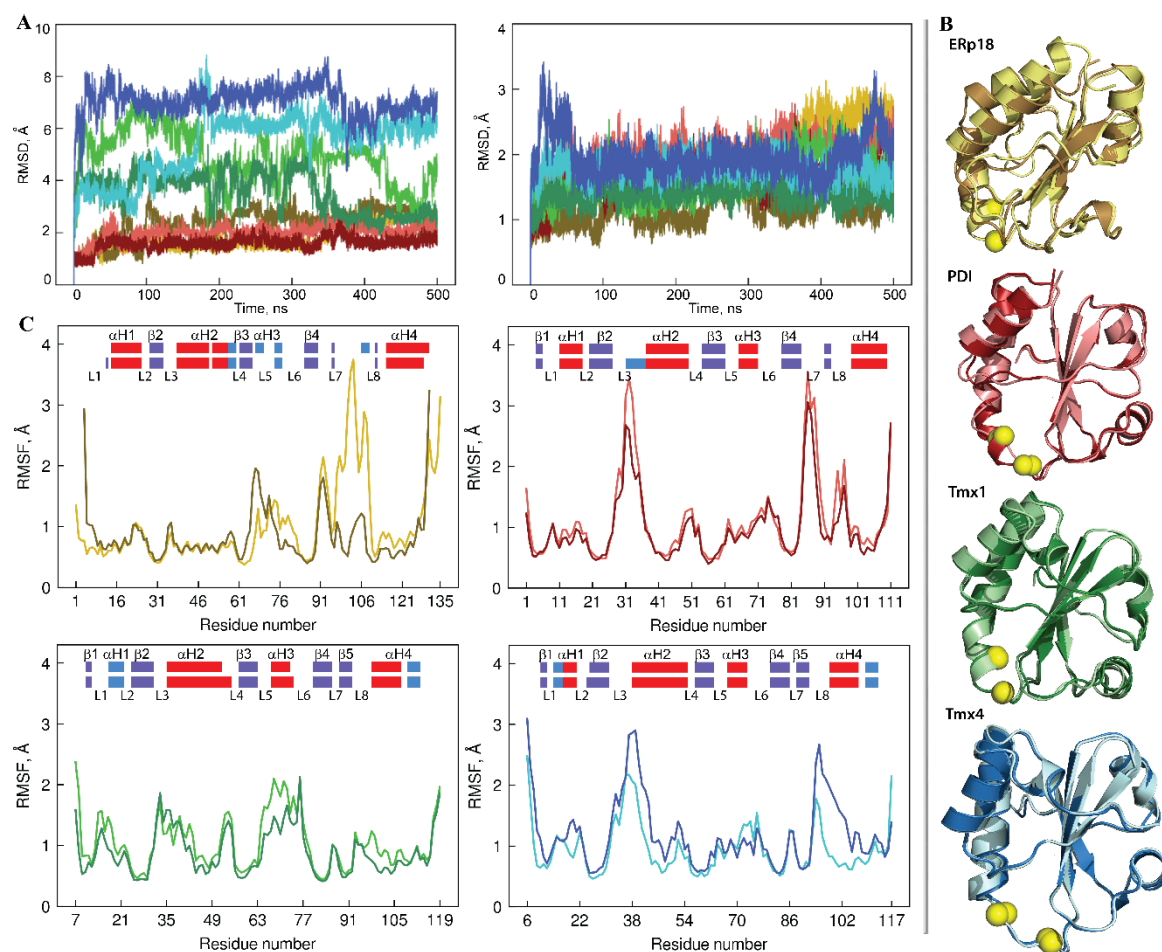 A
RMSD, Å
10
8
6
4
2
0
0 100 200 300 400 500
Time, ns
RMSD, Å
4
3
2
1
0
0 100 200 300 400 500
Time, ns
B
ERp18
PDI
Tmx1
Tmx4
C
RMSF, Å
4
3
2
1
0
αH1 β2 αH2 β3 αH3 β4 αH4
L1 L2 L3 L4 L5 L6 L7 L8
1 16 31 46 61 76 91 106 121 135
Residue number
RMSF, Å
4
3
2
1
0
β1 αH1 β2 αH2 β3 αH3 β4 αH4
L1 L2 L3 L4 L5 L6 L7 L8
1 11 21 31 41 51 61 71 81 91 101 111
Residue number
RMSF, Å
4
3
2
1
0
β1 αH1 β2 αH2 β3 αH3 β4 β5 αH4
L1 L2 L3 L4 L5 L6 L7 L8
7 21 35 49 63 77 91 105 119
Residue number
RMSF, Å
4
3
2
1
0
β1 αH1 β2 αH2 β3 αH3 β4 β5 αH4
L1 L2 L3 L4 L5 L6 L7 L8
6 22 38 54 70 86 102 117
Residue number